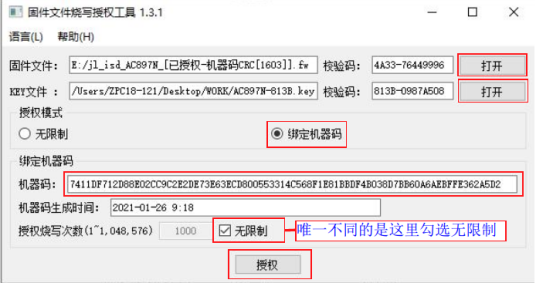 固件文件烧写授权工具 1.3.1
语言(L) 帮助(H)
固件文件: E:/jl_isd_AC897N_[已授权-机器码CRC[1603]].fw 校验码: 4A33-76449996 打开
KEY文件 : /Users/ZPC18-121/Desktop/WORK/AC897N-813B.key 校验码: 813B-0987A508 打开
授权模式
无限制 绑定机器码
绑定机器码
机器码: 7411DF712D88E02CC9C2E2DE73E63ECD800553314C568F1E81BBDF4B038D7BB60A6AEBFFE362A5D2
机器码生成时间: 2021-01-26 9:18
授权烧写次数(1~1,048,576) 1000 无限制 唯一不同的是这里勾选无限制
授权